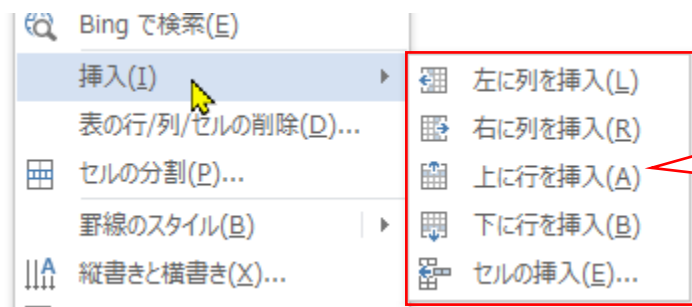 Bing で検索(E)
挿入(I)
表の行/列/セルの削除(D)...
セルの分割(P)...
罫線のスタイル(B)
縦書きと横書き(X)...
左に列を挿入(L)
右に列を挿入(R)
上に行を挿入(A)
下に行を挿入(B)
セルの挿入(E)...